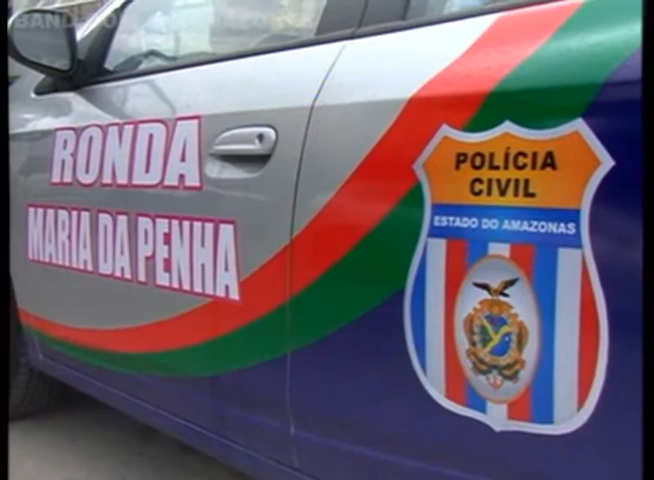 RONDA
MARIA DA PENHA
POLÍCIA
CIVIL
ESTADO DO AMAZONAS